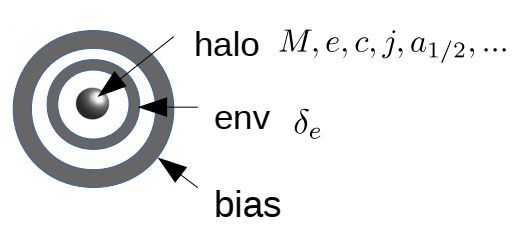 halo M, e, c, j, a_{1/2}, ...
env δ_e
bias